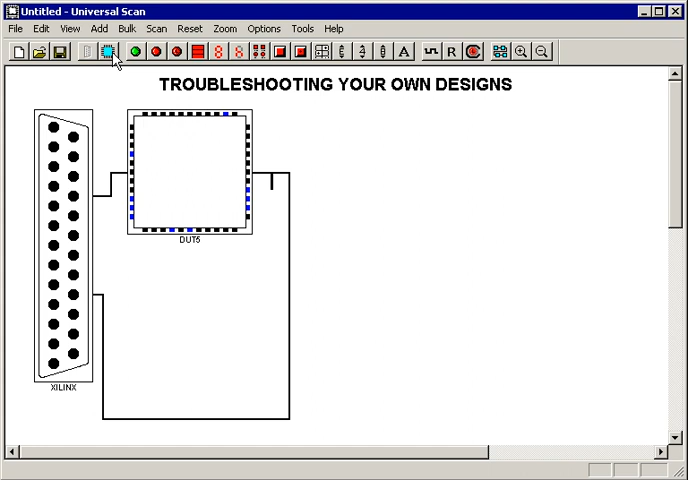 Untitled - Universal Scan
File Edit View Add Bulk Scan Reset Zoom Options Tools Help
A R
TROUBLESHOOTING YOUR OWN DESIGNS
DUT5
XILINX